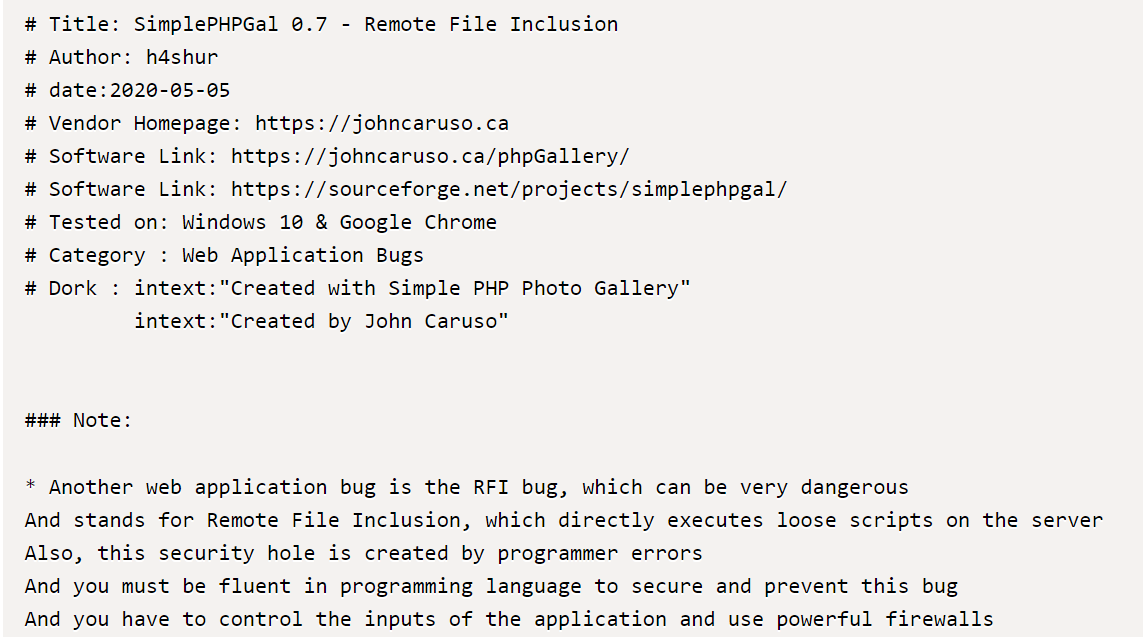 # Title: SimplePHPGal 0.7 - Remote File Inclusion
# Author: h4shur
# date:2020-05-05
# Vendor Homepage: https://johncaruso.ca
# Software Link: https://johncaruso.ca/phpGallery/
# Software Link: https://sourceforge.net/projects/simplephpgal/
# Tested on: Windows 10 & Google Chrome
# Category : Web Application Bugs
# Dork : intext:"Created with Simple PHP Photo Gallery"
         intext:"Created by John Caruso"
### Note:
* Another web application bug is the RFI bug, which can be very dangerous
And stands for Remote File Inclusion, which directly executes loose scripts on the server
Also, this security hole is created by programmer errors
And you must be fluent in programming language to secure and prevent this bug
And you have to control the inputs of the application and use powerful firewalls